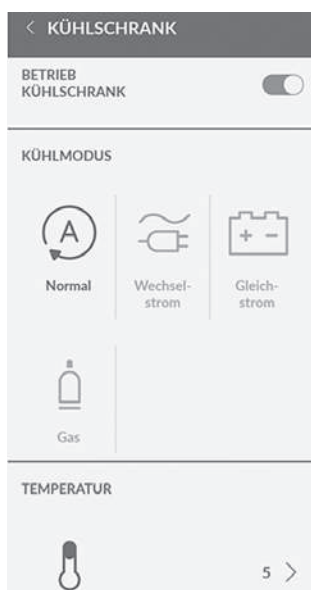 < KÜHLSCHRANK
BETRIEB
KÜHLSCHRANK
KÜHLMODUS
A
Normal
Wechsel-
strom
+ -
Gleich-
strom
Gas
TEMPERATUR
5 >